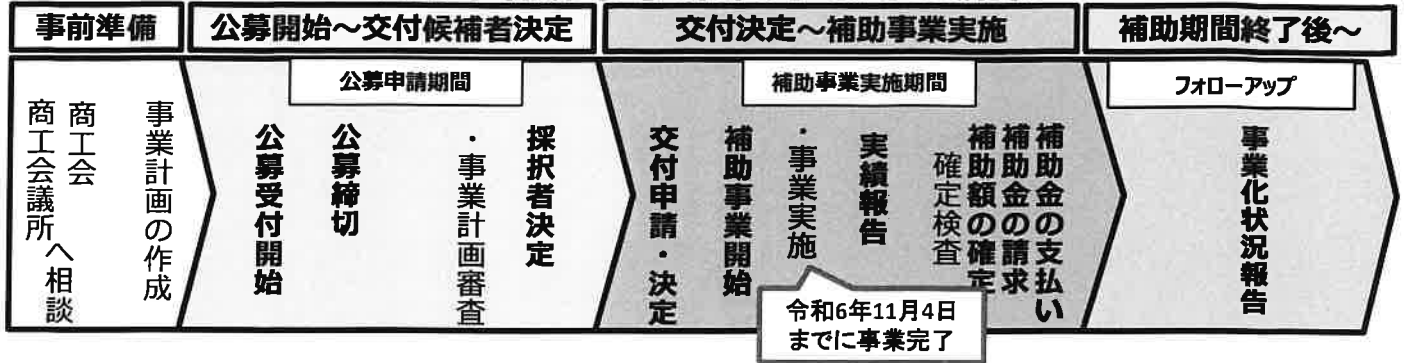 事前準備
公募開始～交付候補者決定
交付決定～補助事業実施
補助期間終了後～
商工会議所
商工会
へ相談
事業計画の作成
公募申請期間
公募受付開始
公募締切
・事業計画審査
採択者決定
補助事業実施期間
交付申請・決定
補助事業開始
・事業実施
令和6年11月4日
までに事業完了
実績報告
確定検査
補助額の確定
補助金の請求
補助金の支払い
フォローアップ
事業化状況報告